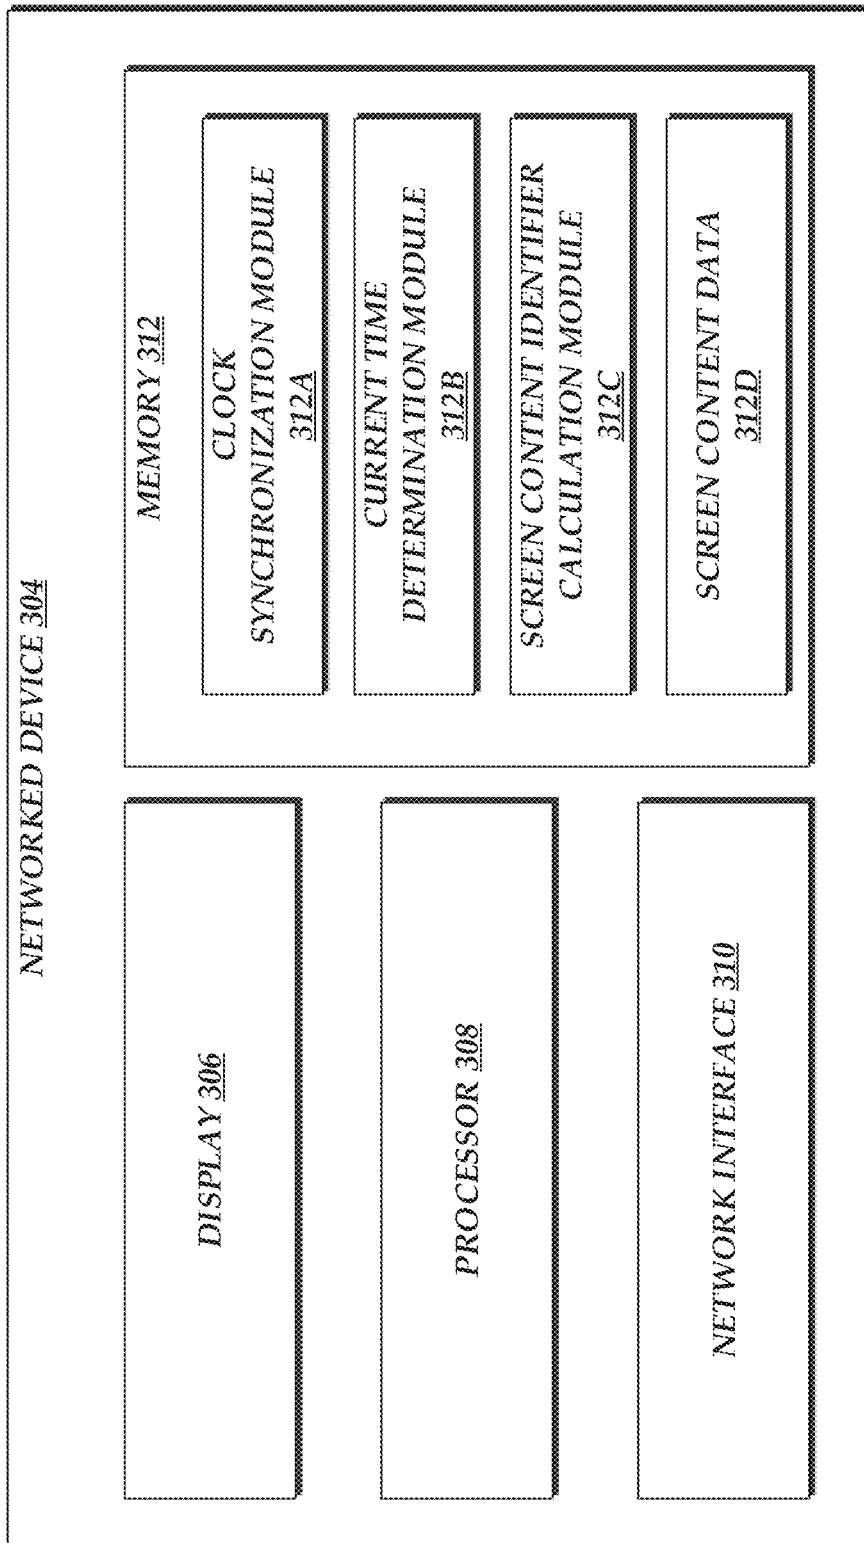 NETWORKED DEVICE 304
DISPLAY 306
PROCESSOR 308
NETWORK INTERFACE 310
MEMORY 312
CLOCK
SYNCHRONIZATION MODULE
312A
CURRENT TIME
DETERMINATION MODULE
312B
SCREEN CONTENT IDENTIFIER
CALCULATION MODULE
312C
SCREEN CONTENT DATA
312D